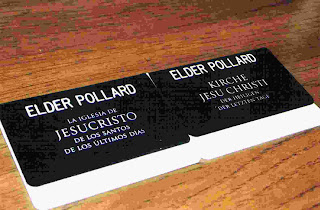 ELDER POLLARD
LA IGLESIA DE
JESUCRISTO
DE LOS SANTOS
DE LOS ÚLTIMOS DÍAS
ELDER POLLARD
KIRCHE
JESU CHRISTI
DER HEILIGEN
DER LETZTEN TAGE